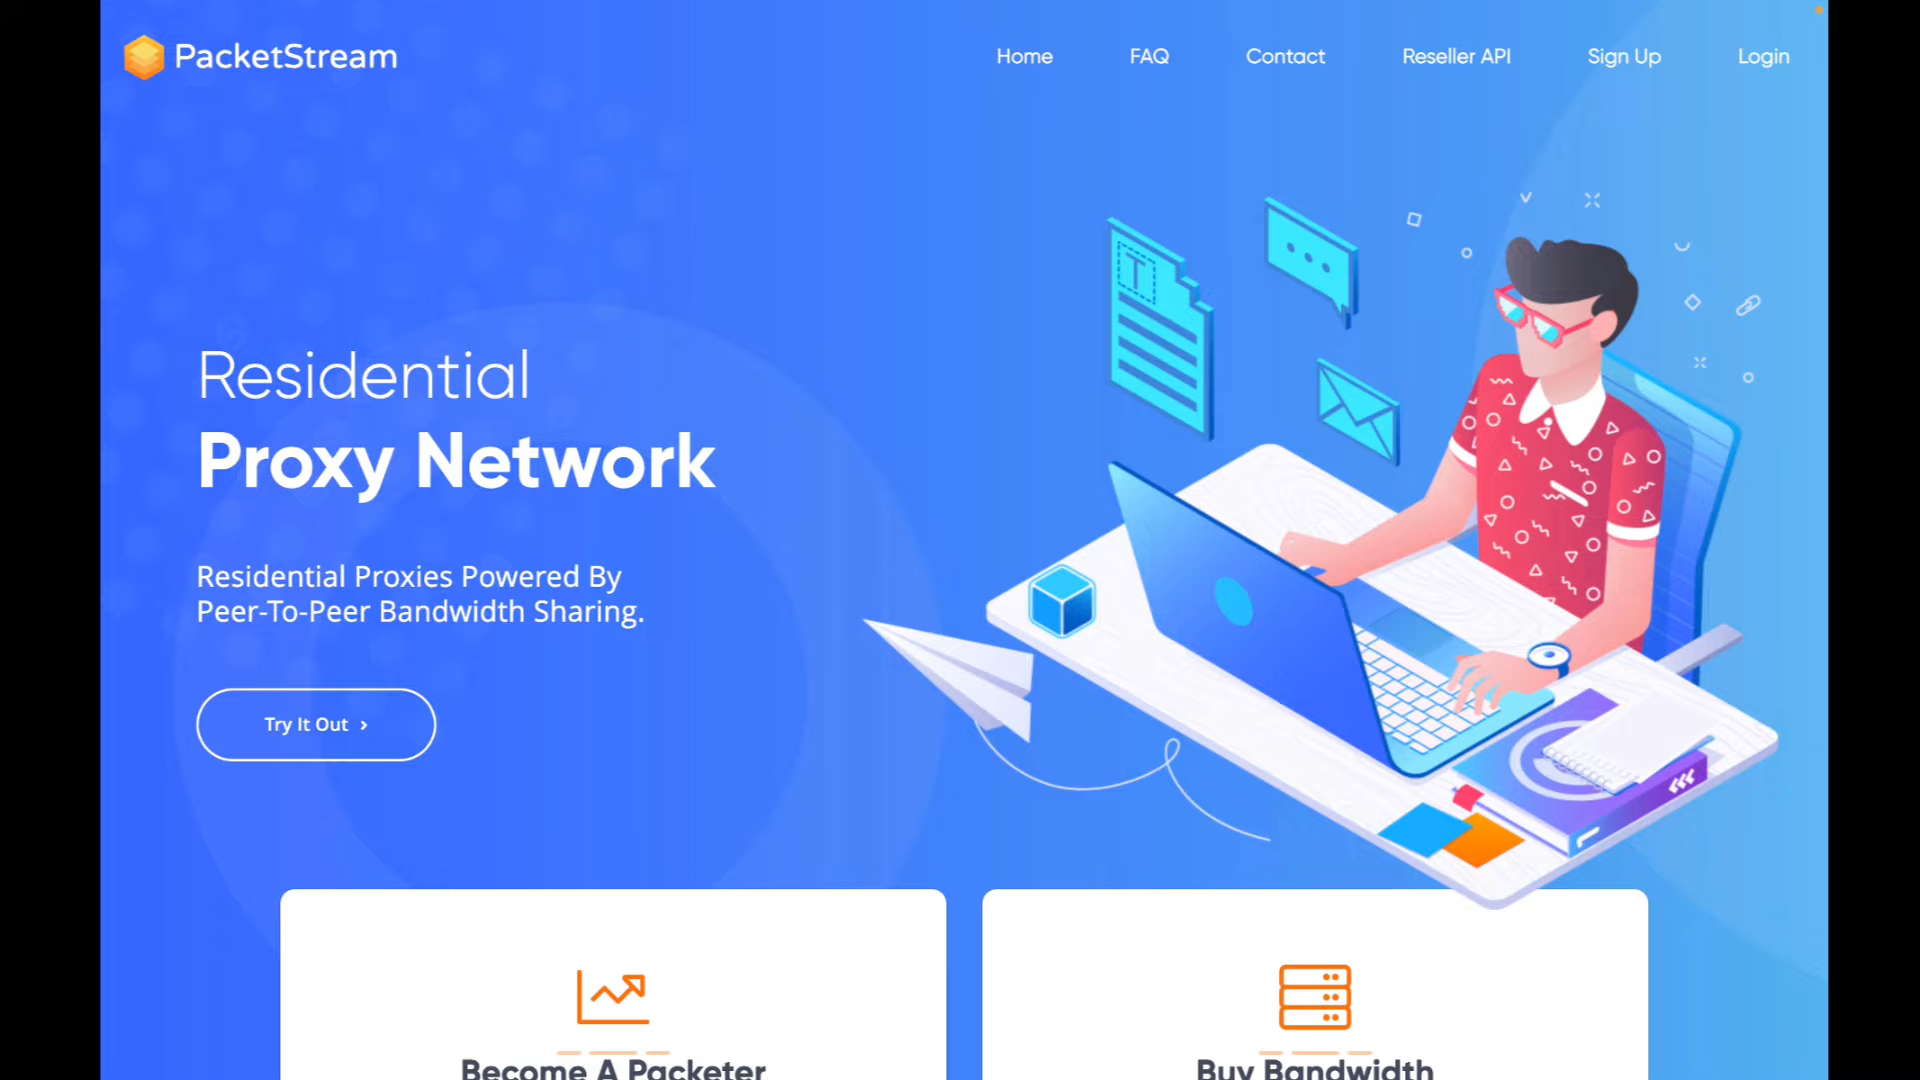 PacketStream
Home
FAQ
Contact
Reseller API
Sign Up
Login
T
Residential
Proxy Network
Residential Proxies Powered By
Peer-To-Peer Bandwidth Sharing.
Try It Out ›
Become A Packeter
Buy Bandwidth